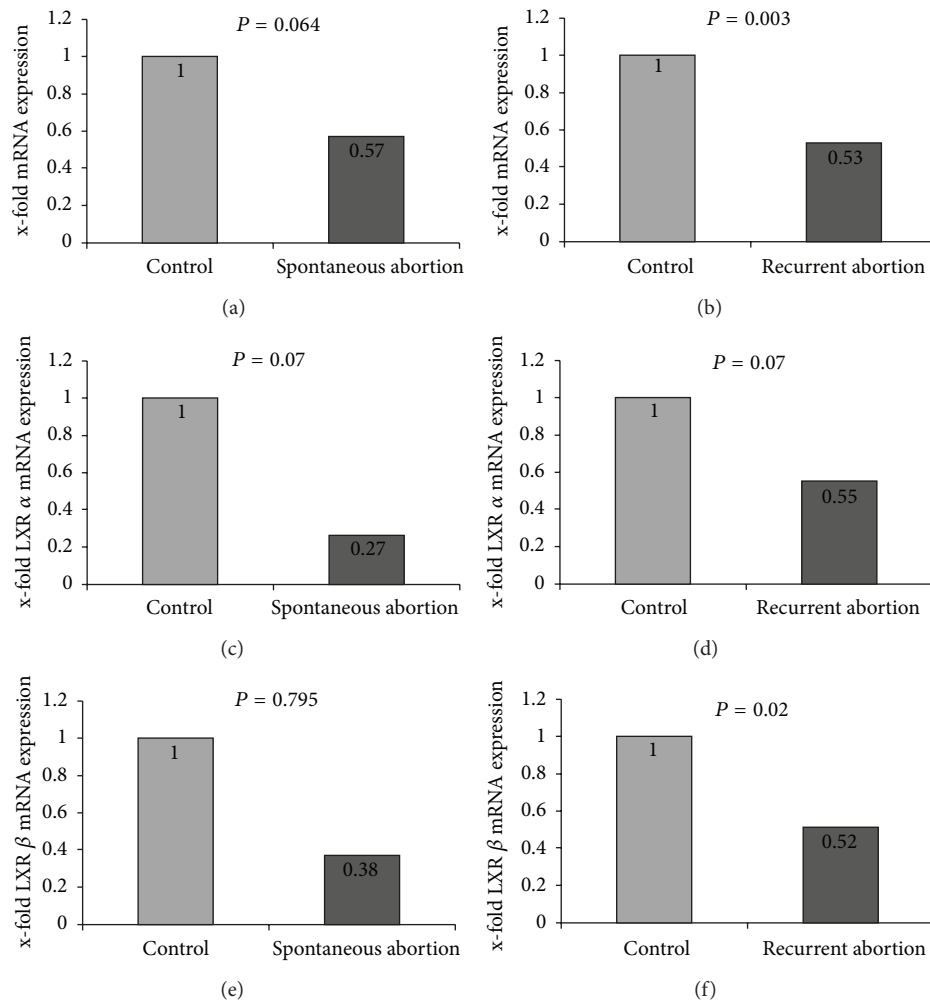 P = 0.064
x-fold mRNA expression
1.2
1
0.8
0.6
0.4
0.2
0
1
0.57
Control Spontaneous abortion
(a)
P = 0.003
x-fold mRNA expression
1.2
1
0.8
0.6
0.4
0.2
0
1
0.53
Control Recurrent abortion
(b)
P = 0.07
x-fold LXR α mRNA expression
1.2
1
0.8
0.6
0.4
0.2
0
1
0.27
Control Spontaneous abortion
(c)
P = 0.07
x-fold LXR α mRNA expression
1.2
1
0.8
0.6
0.4
0.2
0
1
0.55
Control Recurrent abortion
(d)
P = 0.795
x-fold LXR β mRNA expression
1.2
1
0.8
0.6
0.4
0.2
0
1
0.38
Control Spontaneous abortion
(e)
P = 0.02
x-fold LXR β mRNA expression
1.2
1
0.8
0.6
0.4
0.2
0
1
0.52
Control Recurrent abortion
(f)